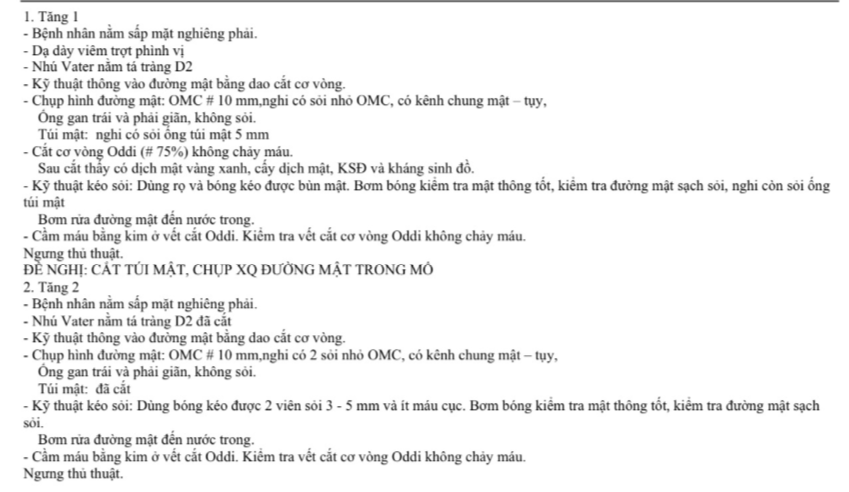 1. Tăng 1
- Bệnh nhân nằm sấp mặt nghiêng phải.
- Dạ dày viêm trợt phình vị
- Nhú Vater nằm tá tràng D2
- Kỹ thuật thông vào đường mật bằng dao cắt cơ vòng.
- Chụp hình đường mật: OMC # 10 mm,nghi có sỏi nhỏ OMC, có kênh chung mật – tụy,
Ống gan trái và phải giãn, không sỏi.
Túi mật: nghi có sỏi ống túi mật 5 mm
- Cắt cơ vòng Oddi (# 75%) không chảy máu.
Sau cắt thấy có dịch mật vàng xanh, cấy dịch mật, KSĐ và kháng sinh đồ.
- Kỹ thuật kéo sỏi: Dùng rọ và bóng kéo được bùn mật. Bơm bóng kiểm tra mật thông tốt, kiểm tra đường mật sạch sỏi, nghi còn sỏi ống
túi mật
Bơm rửa đường mật đến nước trong.
- Cầm máu bằng kim ở vết cắt Oddi. Kiểm tra vết cắt cơ vòng Oddi không chảy máu.
Ngưng thủ thuật.
ĐỀ NGHỊ: CẮT TÚI MẬT, CHỤP XQ ĐƯỜNG MẬT TRONG MỔ
2. Tăng 2
- Bệnh nhân nằm sấp mặt nghiêng phải.
- Nhú Vater nằm tá tràng D2 đã cắt
- Kỹ thuật thông vào đường mật bằng dao cắt cơ vòng.
- Chụp hình đường mật: OMC # 10 mm,nghi có 2 sỏi nhỏ OMC, có kênh chung mật – tụy,
Ống gan trái và phải giãn, không sỏi.
Túi mật: đã cắt
- Kỹ thuật kéo sỏi: Dùng bóng kéo được 2 viên sỏi 3 - 5 mm và ít máu cục. Bơm bóng kiểm tra mật thông tốt, kiểm tra đường mật sạch
sỏi.
Bơm rửa đường mật đến nước trong.
- Cầm máu bằng kim ở vết cắt Oddi. Kiểm tra vết cắt cơ vòng Oddi không chảy máu.
Ngưng thủ thuật.